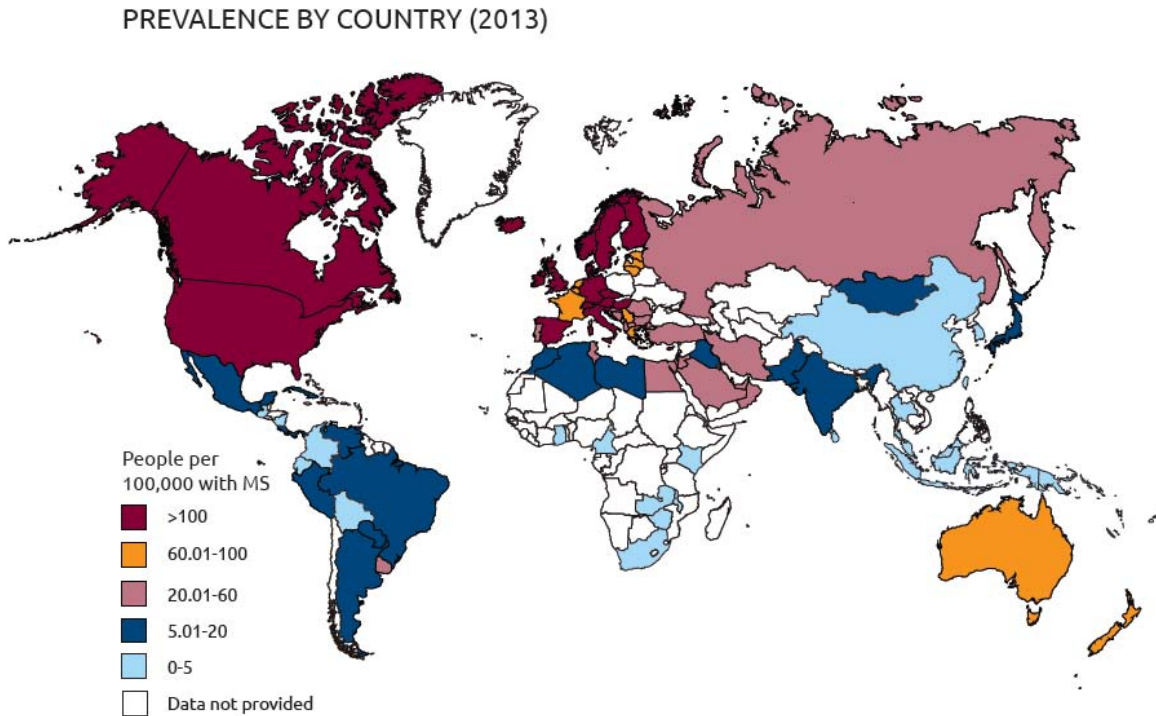 PREVALENCE BY COUNTRY (2013)
People per
100,000 with MS
>100
60.01-100
20.01-60
5.01-20
0-5
Data not provided